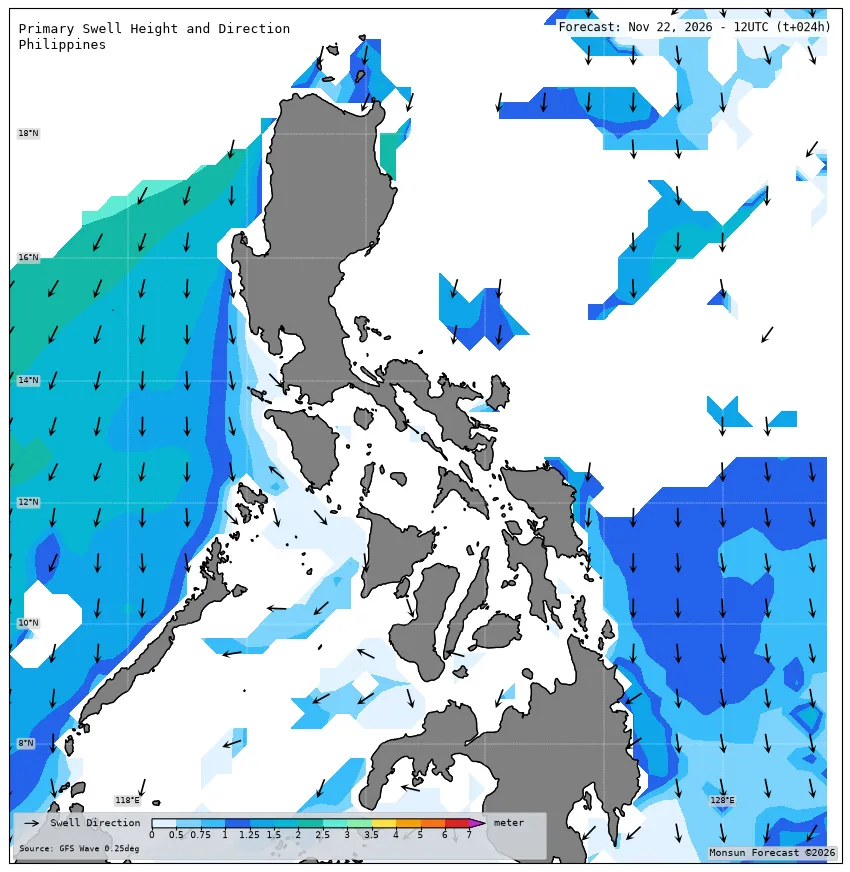 Primary Swell Height and Direction
Philippines
Forecast: Nov 22, 2026 - 12UTC (t+024h)
18°N
16°N
14°N
12°N
10°N
8°N
118°E
128°E
Swell Direction
0 0.5 0.75 1 1.25 1.5 2 2.5 3 3.5 4 5 6 7
meter
Source: GFS Wave 0.25deg
Monsun Forecast ©2026